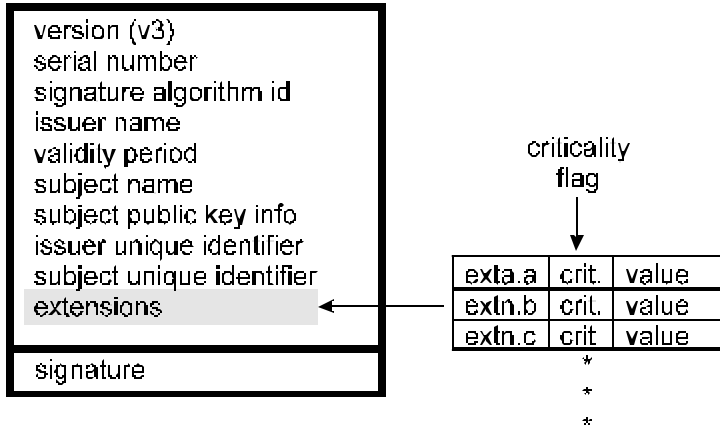 version (v3)
serial number
signature algorithm id
issuer name
validity period
subject name
subject public key info
issuer unique identifier
subject unique identifier
extensions
signature
criticality
flag
exta.a crit. value
extn.b crit. value
extn.c crit value
*
*
*